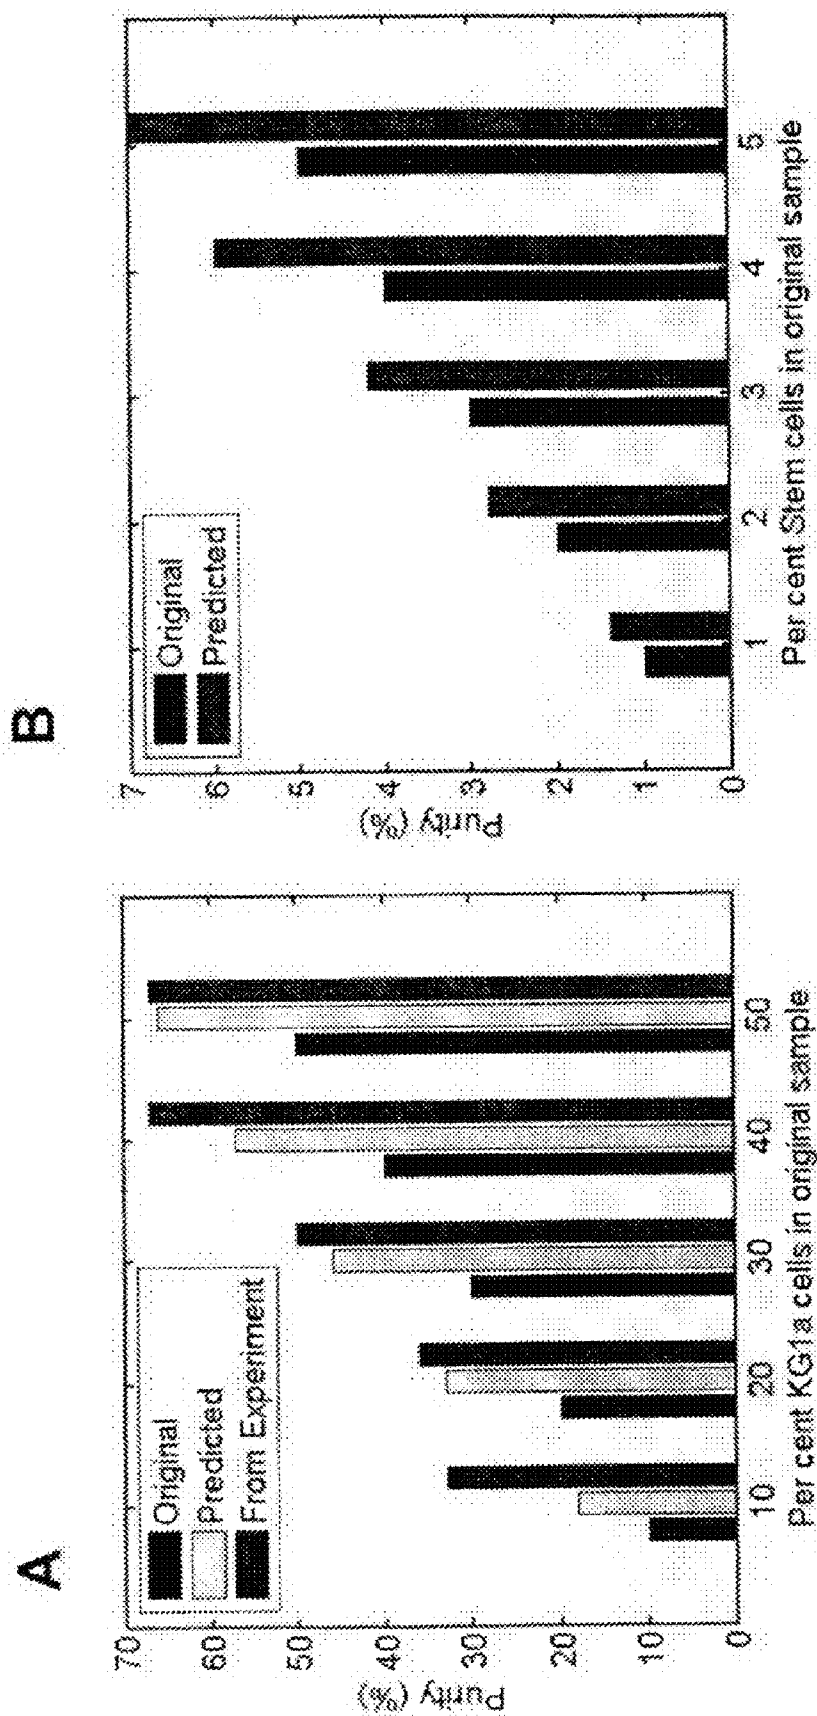 A
Purity (%)
70
60
50
40
30
20
10
0
Original
Predicted
From Experiment
10 20 30 40 50
Per cent KG1a cells in original sample
B
Purity (%)
7
6
5
4
3
2
1
0
Original
Predicted
1 2 3 4 5
Per cent Stem cells in original sample